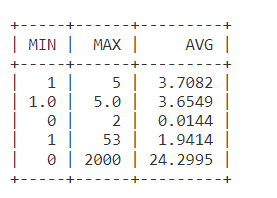 +-----+------+---------+
| MIN | MAX | AVG |
+-----+------+---------+
| 1 | 5 | 3.7082 |
| 1.0 | 5.0 | 3.6549 |
| 0 | 2 | 0.0144 |
| 1 | 53 | 1.9414 |
| 0 | 2000 | 24.2995 |
+-----+------+---------+